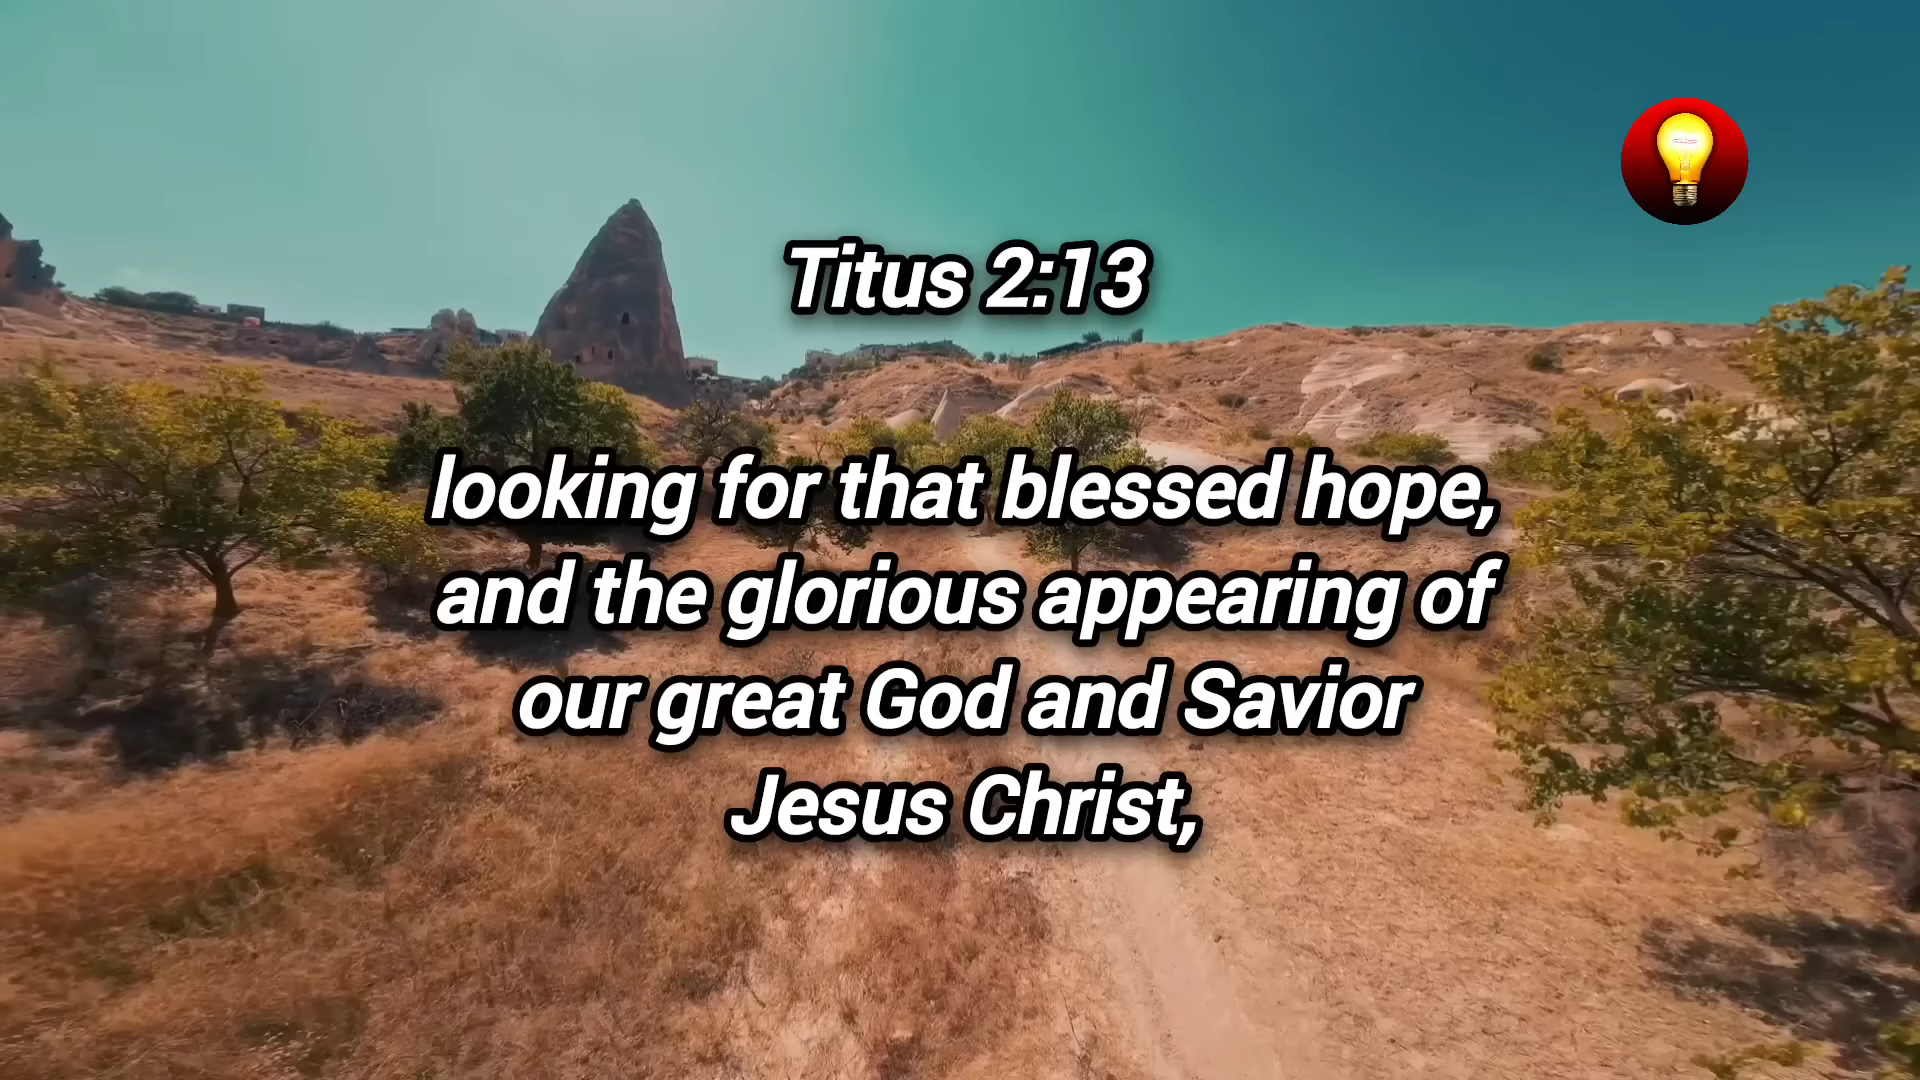 Titus 2:13
looking for that blessed hope,
and the glorious appearing of
our great God and Savior
Jesus Christ,